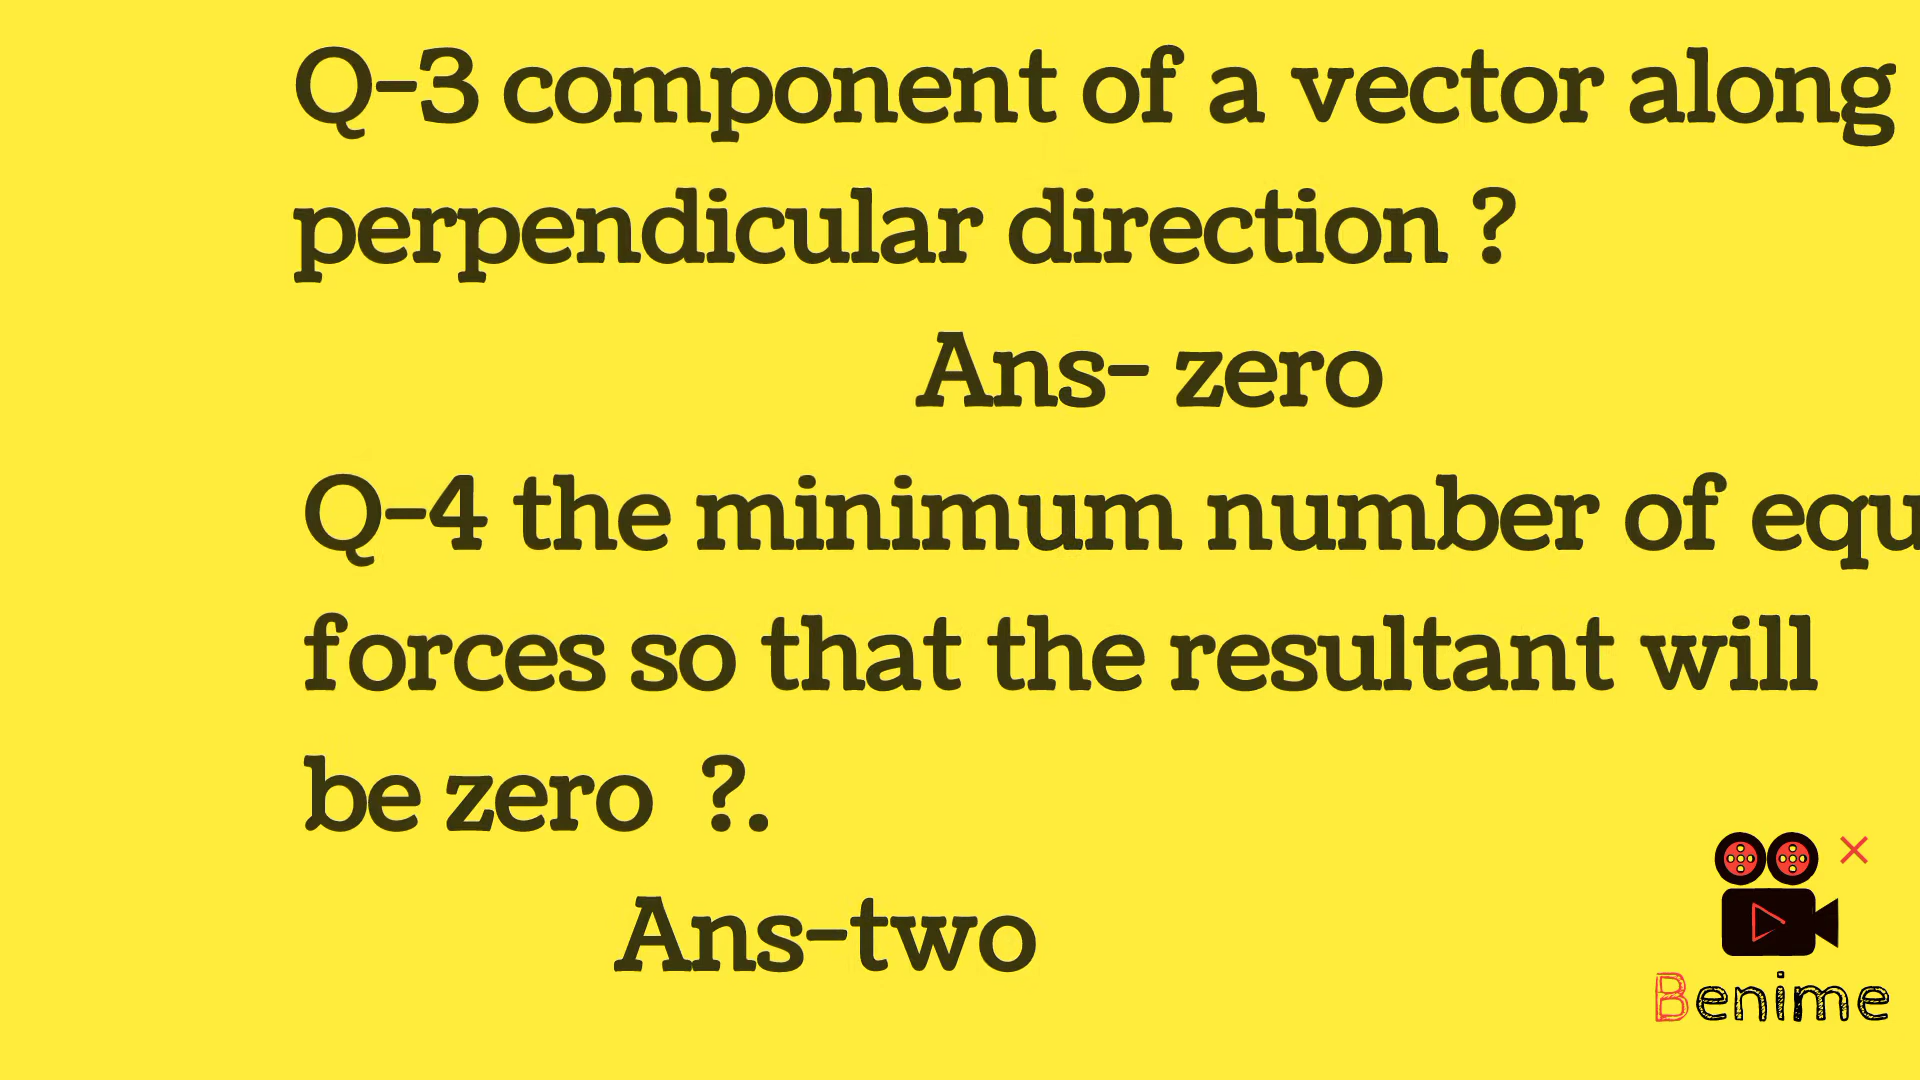 Q-3 component of a vector along
perpendicular direction ?
Ans- zero
Q-4 the minimum number of equ
forces so that the resultant will
be zero ?.
Ans-two
Benime